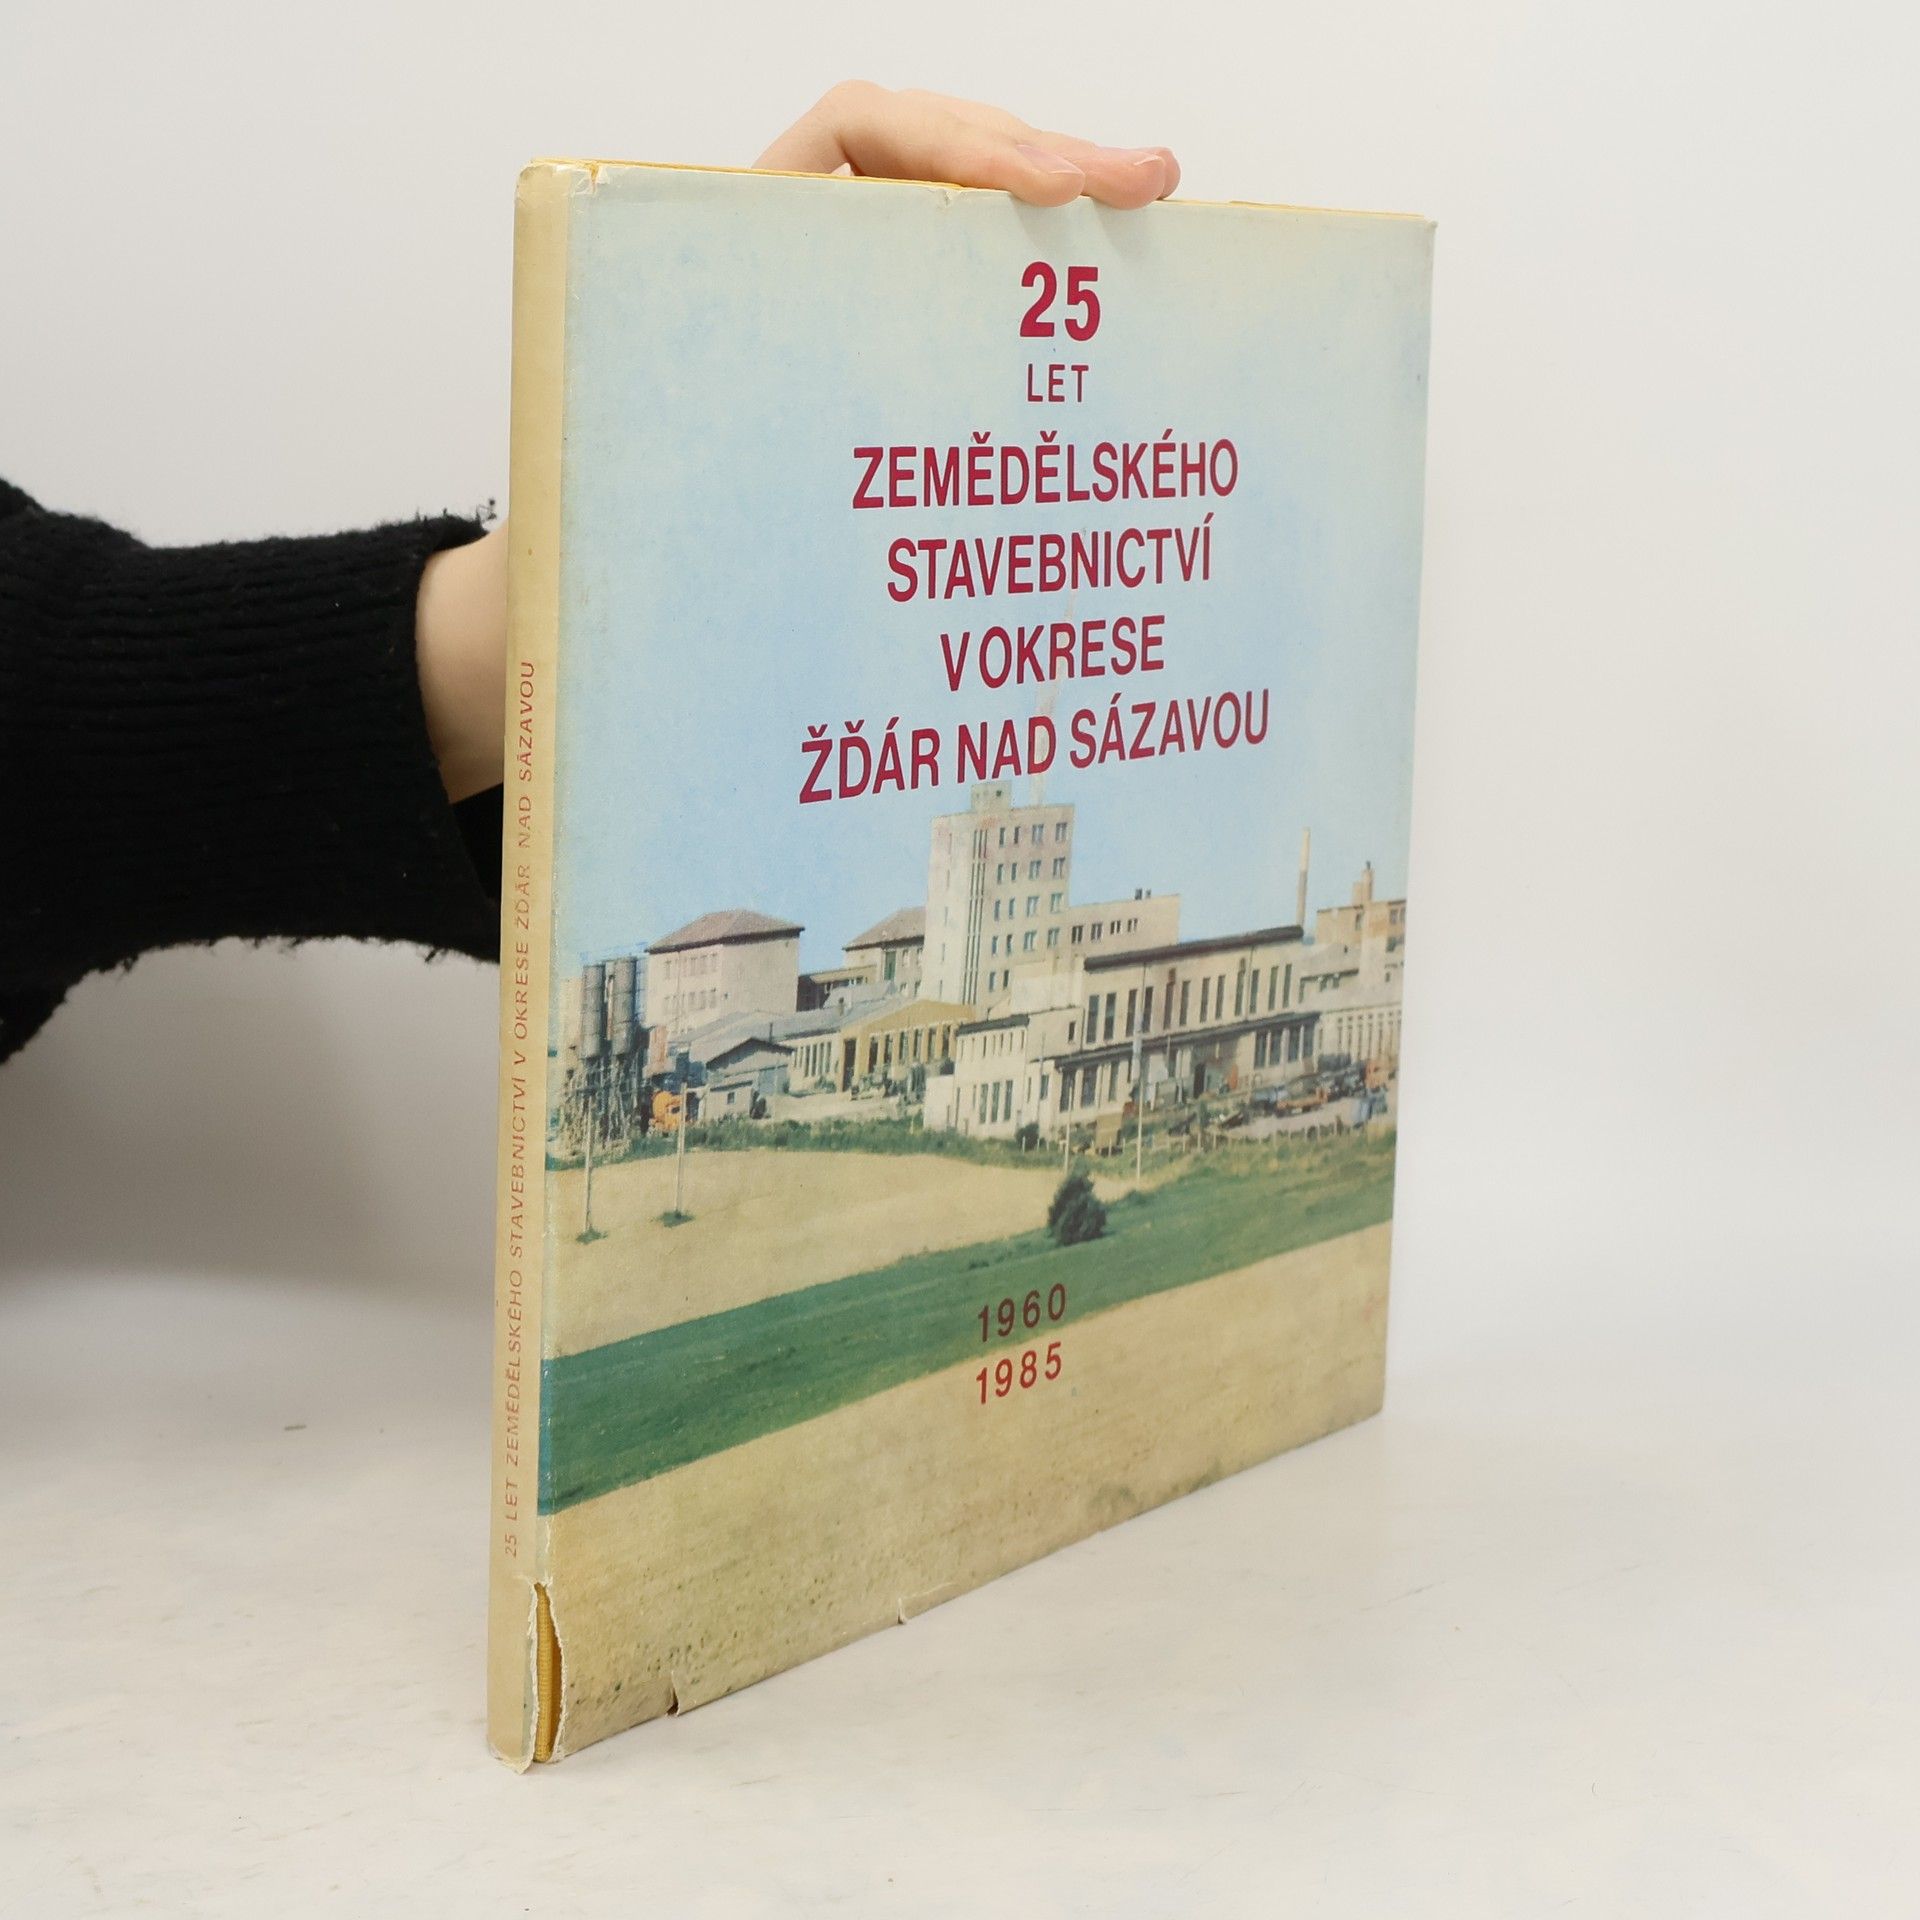 25
LET
ZEMĚDĚLSKÉHO
STAVEBNICTVÍ
V OKRESE
ŽĎÁR NAD SÁZAVOU
1960
1985
25 LET ZEMĚDĚLSKÉHO STAVEBNICTVÍ V OKRESE ŽĎÁR NAD SÁZAVOU